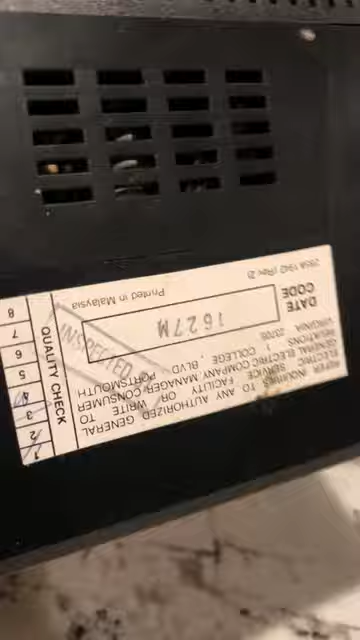 REFER INQUIRIES TO ANY AUTHORIZED GENERAL
ELECTRIC SERVICE FACILITY OR WRITE TO
GENERAL ELECTRIC COMPANY, MANAGER-CONSUMER
RELATIONS 1 COLLEGE , BLVD PORTSMOUTH
VIRGINIA 23705
DATE
CODE
1627M
INSPECTED
Printed in Malaysia
(Rev 2)
QUALITY CHECK
1 2 3 4 5 6 7 8